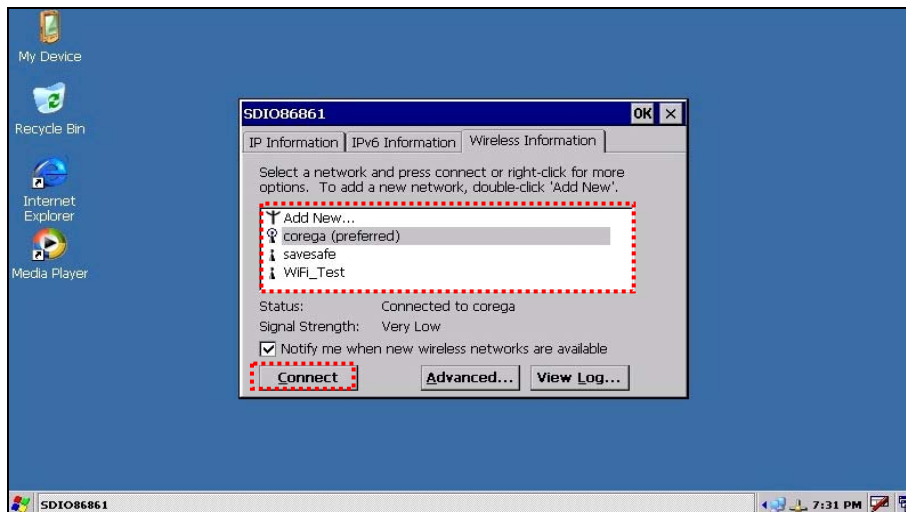 My Device
Recycle Bin
Internet
Explorer
Media Player
SDIO86861
OK
IP Information
IPv6 Information
Wireless Information
Select a network and press connect or right-click for more
options. To add a new network, double-click 'Add New'.
Add New...
corega (preferred)
savesafe
WiFi_Test
Status: Connected to corega
Signal Strength: Very Low
Notify me when new wireless networks are available
Connect
Advanced...
View Log...
SDIO86861
7:31 PM